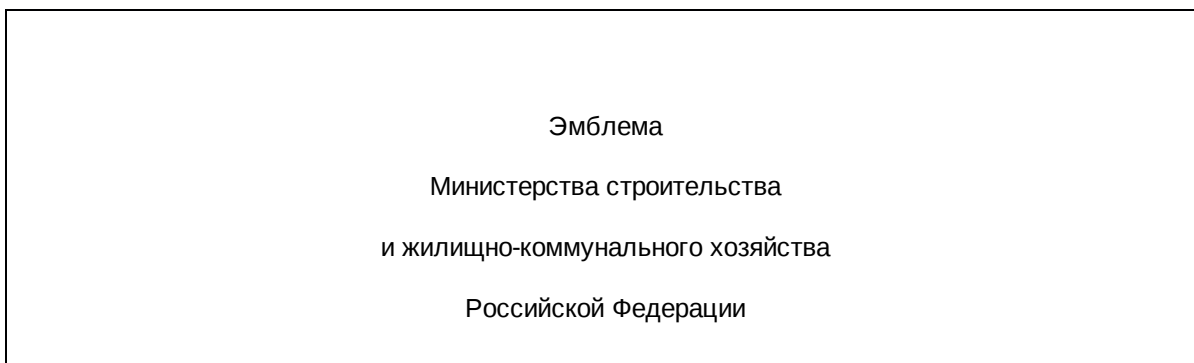 Эмблема
Министерства строительства
и жилищно-коммунального хозяйства
Российской Федерации